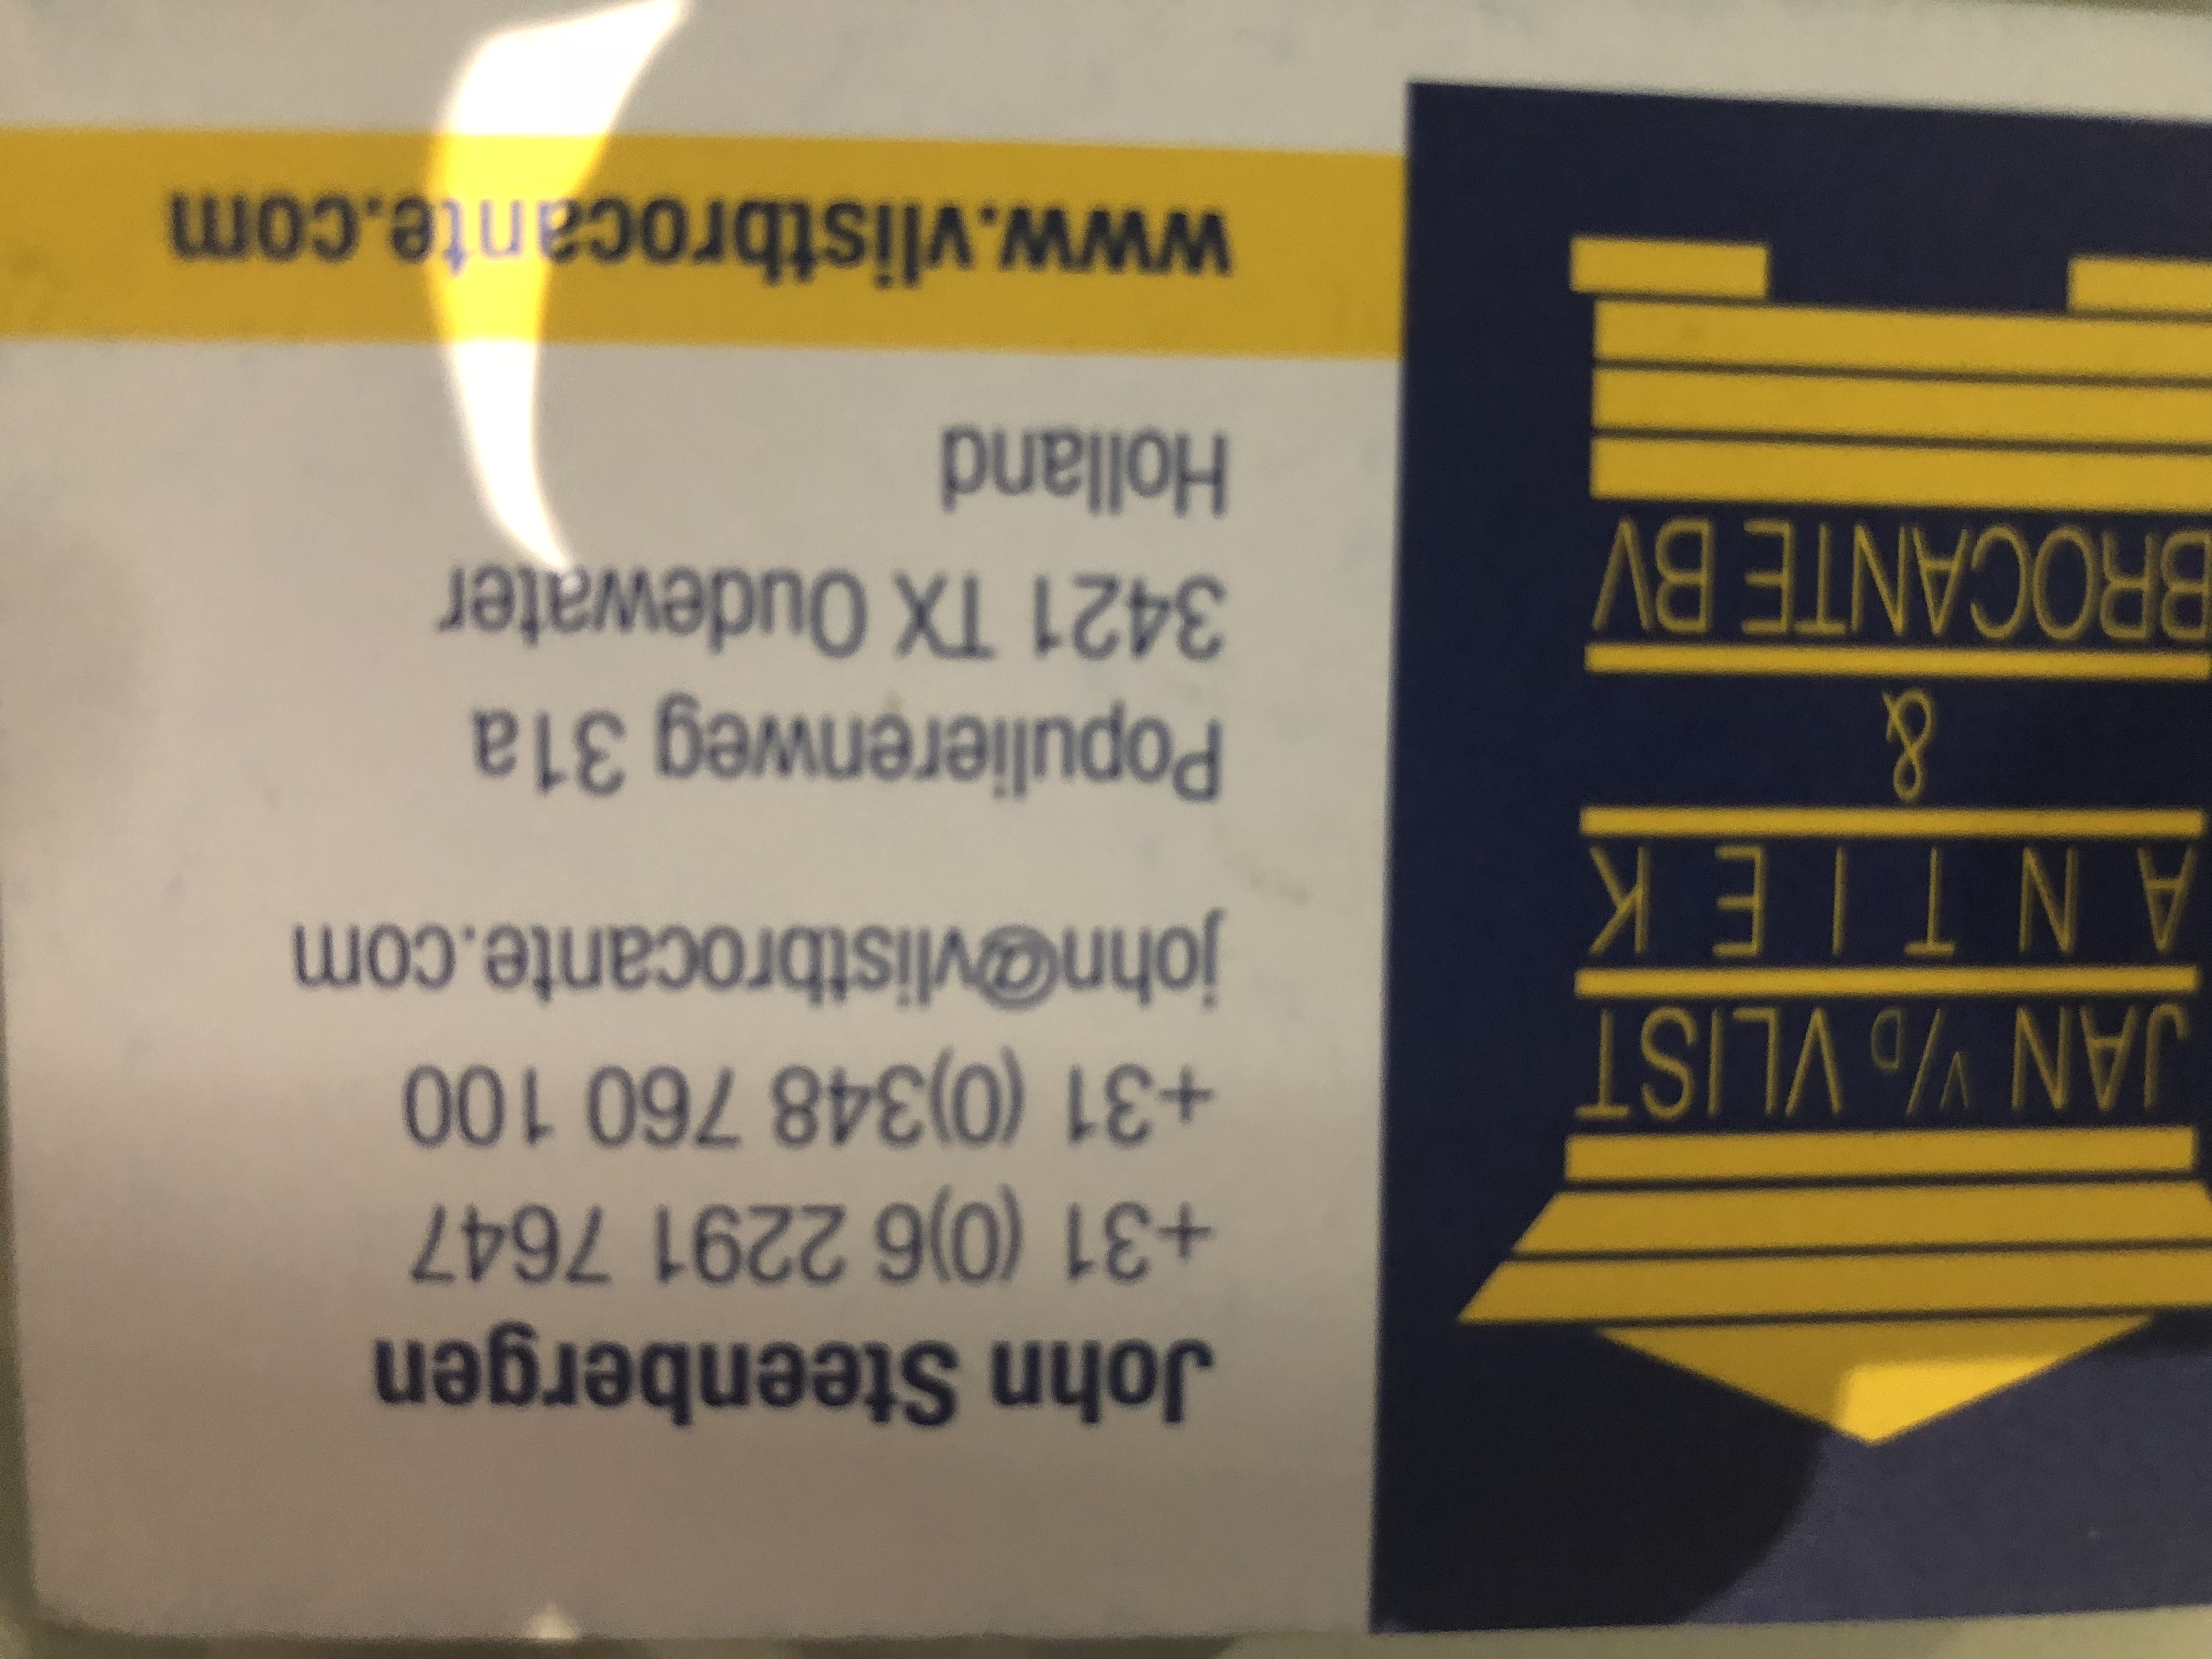 JAN V/D VLIST
ANTIEK
&
BROCANTE BV
John Steenbergen
+31 (0)6 2291 7647
+31 (0)348 760 100
john@vlistbrocante.com
Populierenweg 31a
3421 TX Oudewater
Holland
www.vlistbrocante.com